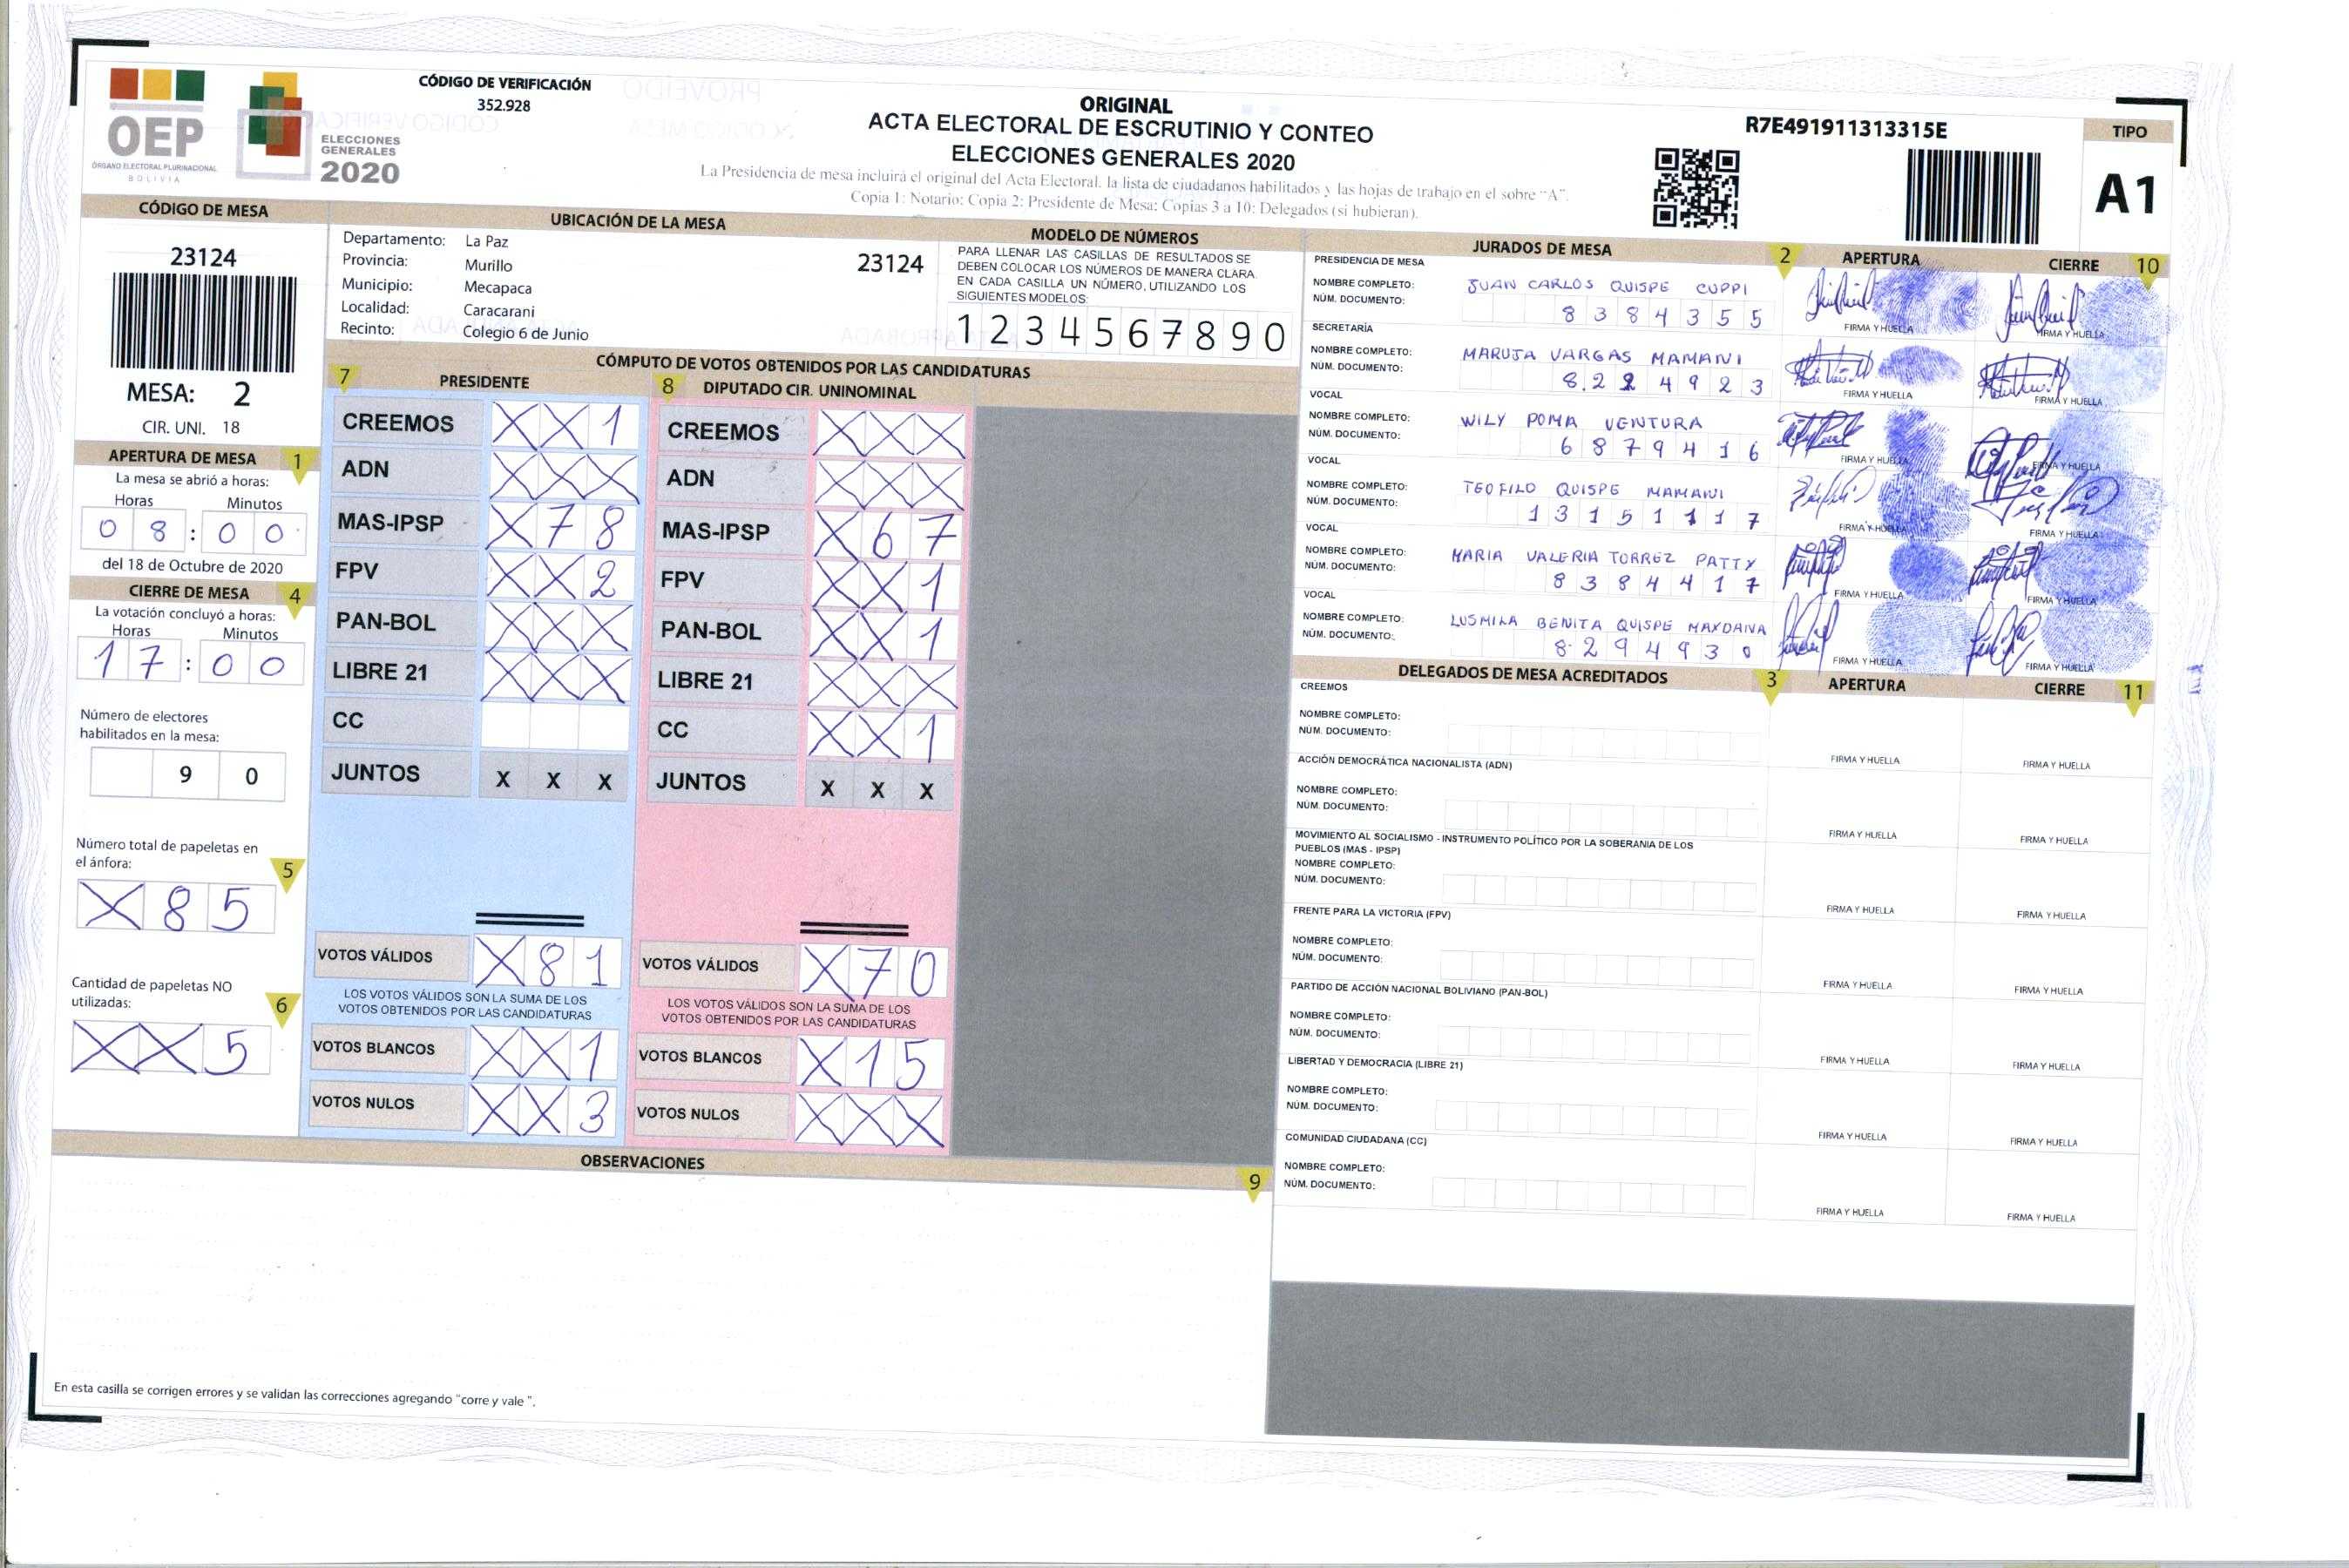 CÓDIGO DE VERIFICACIÓN
352.928
OEP
ÓRGANO ELECTORAL PLURINACIONAL
BOLIVIA
ELECCIONES
GENERALES
2020
ORIGINAL
ACTA ELECTORAL DE ESCRUTINIO Y CONTEO
ELECCIONES GENERALES 2020
La Presidencia de mesa incluirá el original del Acta Electoral, la lista de ciudadanos habilitados y las hojas de trabajo en el sobre "A".
Copia 1: Notario; Copia 2: Presidente de Mesa; Copias 3 a 10: Delegados (si hubieran).
R7E491911313315E
TIPO
A1
CÓDIGO DE MESA
23124
MESA: 2
CIR. UNI. 18
APERTURA DE MESA 1
La mesa se abrió a horas:
Horas Minutos
0 8 : 0 0
del 18 de Octubre de 2020
CIERRE DE MESA 4
La votación concluyó a horas:
Horas Minutos
1 7 : 0 0
Número de electores
habilitados en la mesa:
9 0
Número total de papeletas en
el ánfora: 5
X 8 5
Cantidad de papeletas NO
utilizadas: 6
X X 5
UBICACIÓN DE LA MESA
Departamento: La Paz
Provincia: Murillo
Municipio: Mecapaca
Localidad: Caracarani
Recinto: Colegio 6 de Junio
23124
MODELO DE NÚMEROS
PARA LLENAR LAS CASILLAS DE RESULTADOS SE
DEBEN COLOCAR LOS NÚMEROS DE MANERA CLARA.
EN CADA CASILLA UN NÚMERO, UTILIZANDO LOS
SIGUIENTES MODELOS:
1 2 3 4 5 6 7 8 9 0
CÓMPUTO DE VOTOS OBTENIDOS POR LAS CANDIDATURAS
7 PRESIDENTE
CREEMOS X X 1
ADN X X X
MAS-IPSP X 7 8
FPV X X 2
PAN-BOL X X X
LIBRE 21 X X X
CC
JUNTOS X X X
VOTOS VÁLIDOS X 8 1
LOS VOTOS VÁLIDOS SON LA SUMA DE LOS
VOTOS OBTENIDOS POR LAS CANDIDATURAS
VOTOS BLANCOS X X 1
VOTOS NULOS X X 3
8 DIPUTADO CIR. UNINOMINAL
CREEMOS X X X
ADN X X X
MAS-IPSP X 6 7
FPV X X 1
PAN-BOL X X 1
LIBRE 21 X X X
CC X X 1
JUNTOS X X X
VOTOS VÁLIDOS X 7 0
LOS VOTOS VÁLIDOS SON LA SUMA DE LOS
VOTOS OBTENIDOS POR LAS CANDIDATURAS
VOTOS BLANCOS X 1 5
VOTOS NULOS X X X
OBSERVACIONES
9
En esta casilla se corrigen errores y se validan las correcciones agregando "corre y vale ".
JURADOS DE MESA 2 APERTURA CIERRE 10
PRESIDENCIA DE MESA
NOMBRE COMPLETO: JUAN CARLOS QUISPE CUPPI
NÚM. DOCUMENTO: 8 3 8 4 3 5 5
FIRMA Y HUELLA FIRMA Y HUELLA
SECRETARÍA
NOMBRE COMPLETO: MARUJA VARGAS MAMANI
NÚM. DOCUMENTO: 8. 2 2 4 9 2 3
FIRMA Y HUELLA FIRMA Y HUELLA
VOCAL
NOMBRE COMPLETO: WILY POMA VENTURA
NÚM. DOCUMENTO: 6 8 7 9 4 1 6
FIRMA Y HUELLA FIRMA Y HUELLA
VOCAL
NOMBRE COMPLETO: TEOFILO QUISPE MAMANI
NÚM. DOCUMENTO: 1 3 1 5 1 1 1 7
FIRMA Y HUELLA FIRMA Y HUELLA
VOCAL
NOMBRE COMPLETO: MARIA VALERIA TORREZ PATTY
NÚM. DOCUMENTO: 8 3 8 4 4 1 7
FIRMA Y HUELLA FIRMA Y HUELLA
VOCAL
NOMBRE COMPLETO: LUSMILA BENITA QUISPE MAYDANA
NÚM. DOCUMENTO: 8. 2 9 4 9 3 0
FIRMA Y HUELLA FIRMA Y HUELLA
DELEGADOS DE MESA ACREDITADOS 3 APERTURA CIERRE 11
CREEMOS
NOMBRE COMPLETO:
NÚM. DOCUMENTO:
FIRMA Y HUELLA FIRMA Y HUELLA
ACCIÓN DEMOCRÁTICA NACIONALISTA (ADN)
NOMBRE COMPLETO:
NÚM. DOCUMENTO:
FIRMA Y HUELLA FIRMA Y HUELLA
MOVIMIENTO AL SOCIALISMO - INSTRUMENTO POLÍTICO POR LA SOBERANIA DE LOS
PUEBLOS (MAS - IPSP)
NOMBRE COMPLETO:
NÚM. DOCUMENTO:
FIRMA Y HUELLA FIRMA Y HUELLA
FRENTE PARA LA VICTORIA (FPV)
NOMBRE COMPLETO:
NÚM. DOCUMENTO:
FIRMA Y HUELLA FIRMA Y HUELLA
PARTIDO DE ACCIÓN NACIONAL BOLIVIANO (PAN-BOL)
NOMBRE COMPLETO:
NÚM. DOCUMENTO:
FIRMA Y HUELLA FIRMA Y HUELLA
LIBERTAD Y DEMOCRACIA (LIBRE 21)
NOMBRE COMPLETO:
NÚM. DOCUMENTO:
FIRMA Y HUELLA FIRMA Y HUELLA
COMUNIDAD CIUDADANA (CC)
NOMBRE COMPLETO:
NÚM. DOCUMENTO:
FIRMA Y HUELLA FIRMA Y HUELLA